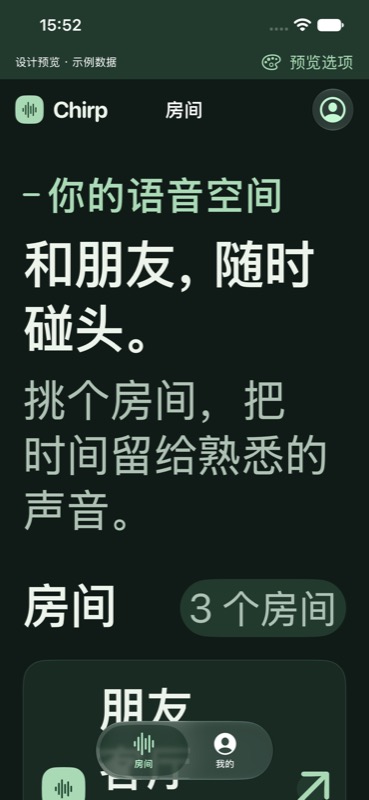 15:52
设计预览 · 示例数据
预览选项
Chirp
房间
你的语音空间
和朋友，随时
碰头。
挑个房间，把
时间留给熟悉的
声音。
房间
3 个房间
朋友
客厅
房间
我的